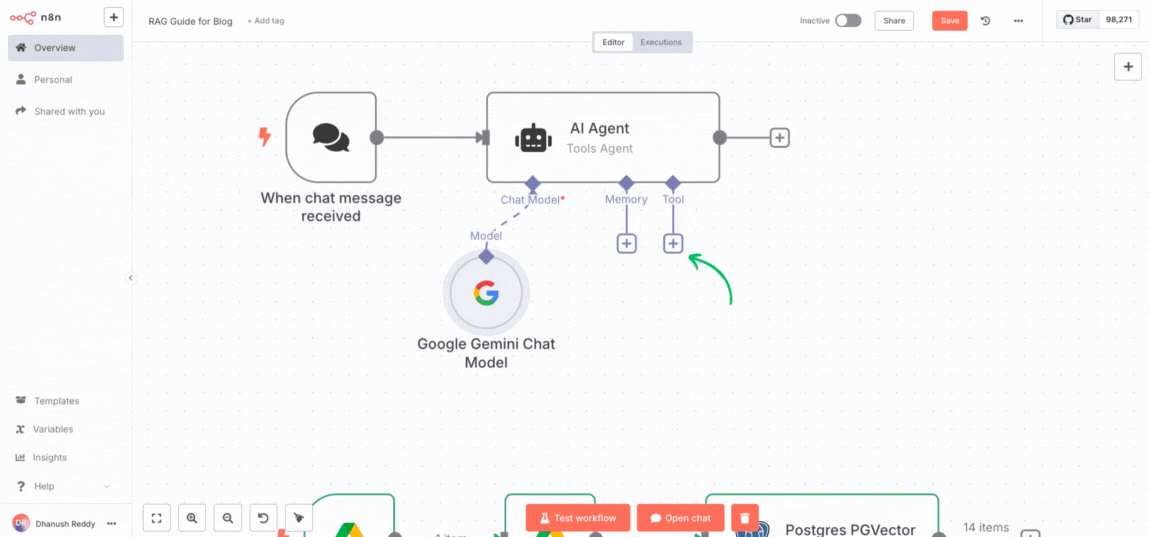 n8n
RAG Guide for Blog
+ Add tag
Inactive
Share
Save
Star
98,271
Overview
Personal
Shared with you
Editor
Executions
When chat message
received
AI Agent
Tools Agent
Chat Model*
Memory
Tool
Model
Google Gemini Chat
Model
Templates
Variables
Insights
Help
DR
Dhanush Reddy
Test workflow
Open chat
Postgres PGVector
14 items